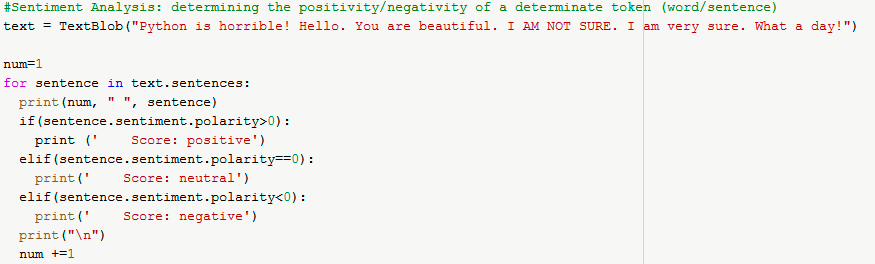 #Sentiment Analysis: determining the positivity/negativity of a determinate token (word/sentence)
text = TextBlob("Python is horrible! Hello. You are beautiful. I AM NOT SURE. I am very sure. What a day!")

num=1
for sentence in text.sentences:
  print(num, " ", sentence)
  if(sentence.sentiment.polarity>0):
    print ('    Score: positive')
  elif(sentence.sentiment.polarity==0):
    print('    Score: neutral')
  elif(sentence.sentiment.polarity<0):
    print('    Score: negative')
  print("\n")
  num +=1